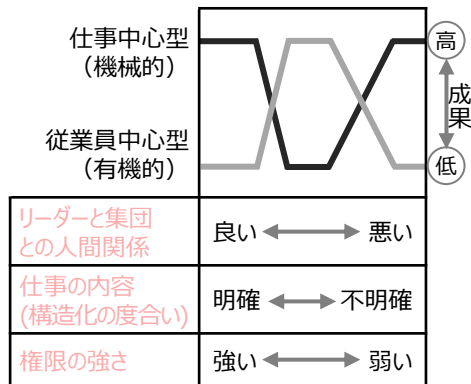 仕事中心型
（機械的）
高
成果
従業員中心型
（有機的）
低
リーダーと集団
との人間関係
良い 悪い
仕事の内容
(構造化の度合い)
明確 不明確
権限の強さ
強い 弱い